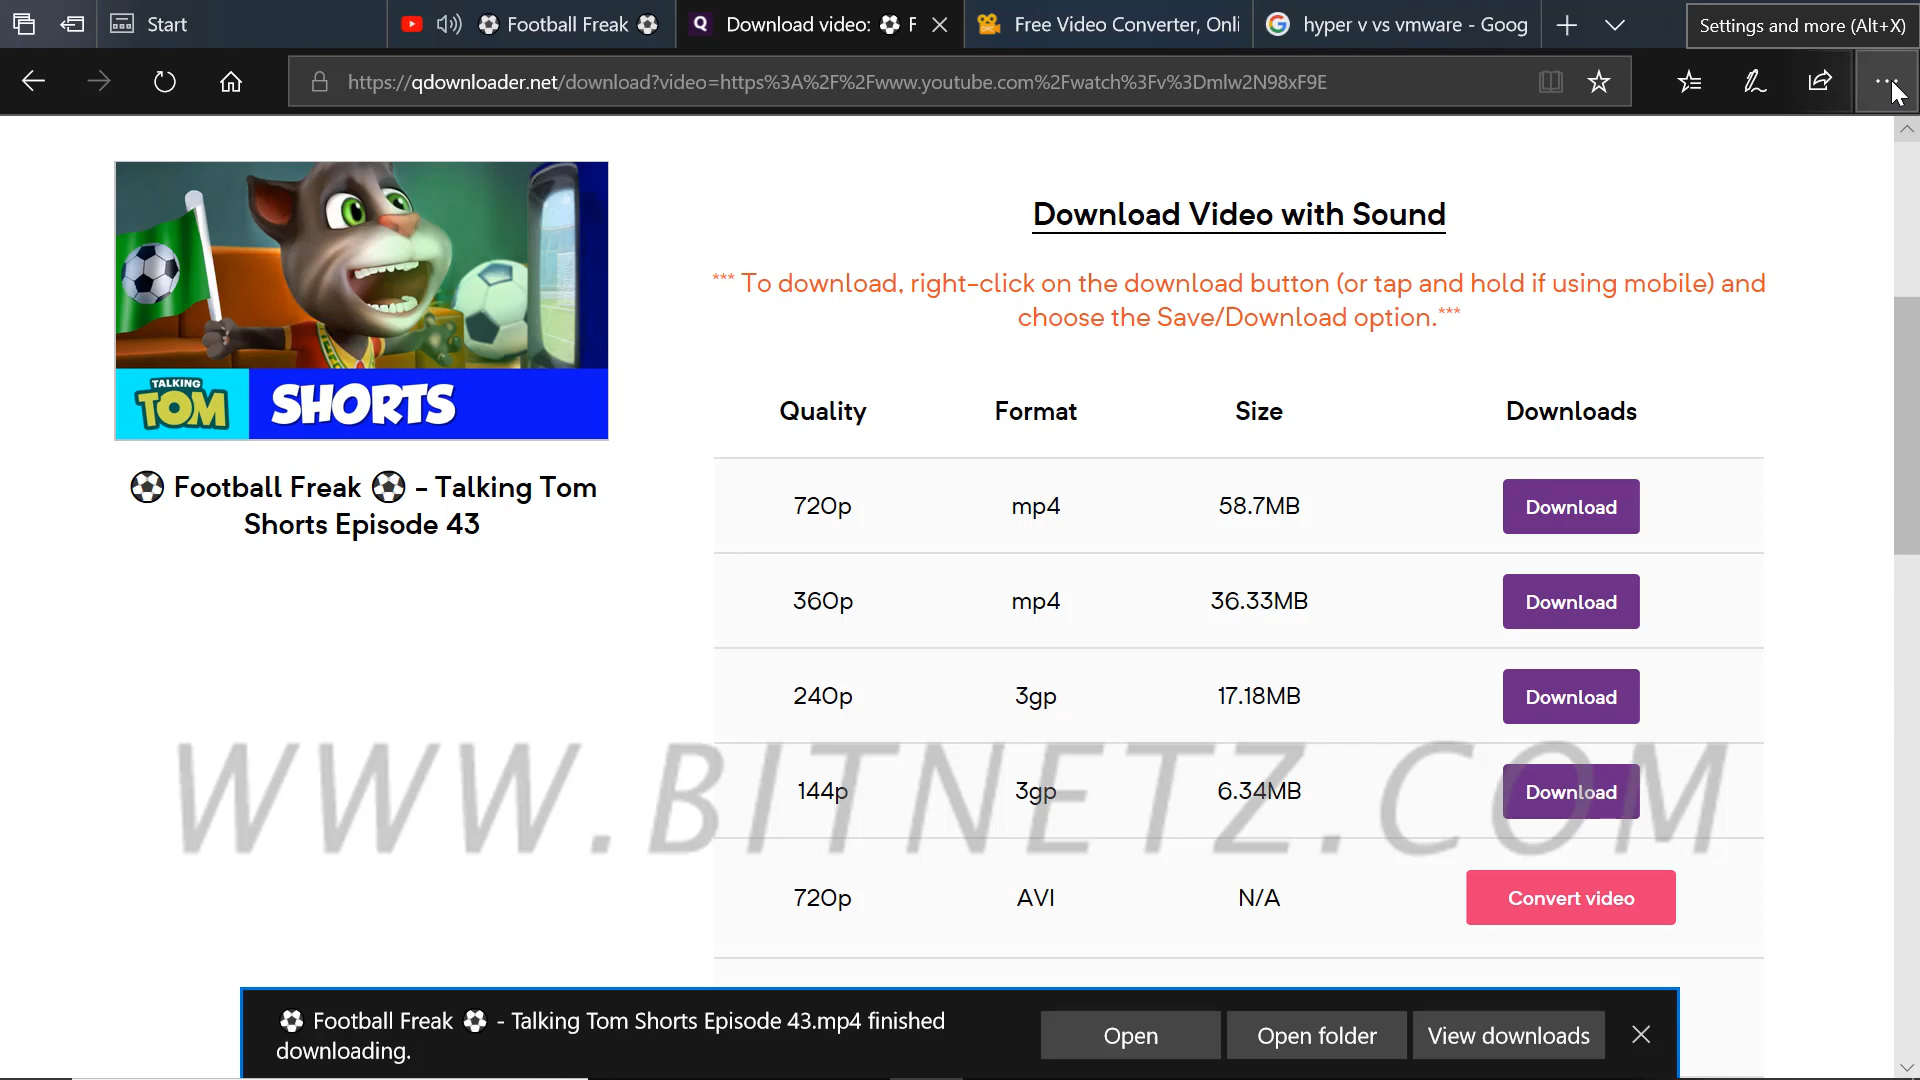 Start
⚽ Football Freak ⚽
Download video: ⚽ F
Free Video Converter, Onli
hyper v vs vmware - Goog
Settings and more (Alt+X)
https://qdownloader.net/download?video=https%3A%2F%2Fwww.youtube.com%2Fwatch%3Fv%3Dmlw2N98xF9E
TALKING
TOM
SHORTS
⚽ Football Freak ⚽ - Talking Tom
Shorts Episode 43
Download Video with Sound
*** To download, right-click on the download button (or tap and hold if using mobile) and
choose the Save/Download option.***
Quality Format Size Downloads
720p mp4 58.7MB Download
360p mp4 36.33MB Download
240p 3gp 17.18MB Download
144p 3gp 6.34MB Download
WWW.BITNETZ.COM
720p AVI N/A Convert video
⚽ Football Freak ⚽ - Talking Tom Shorts Episode 43.mp4 finished
downloading.
Open
Open folder
View downloads